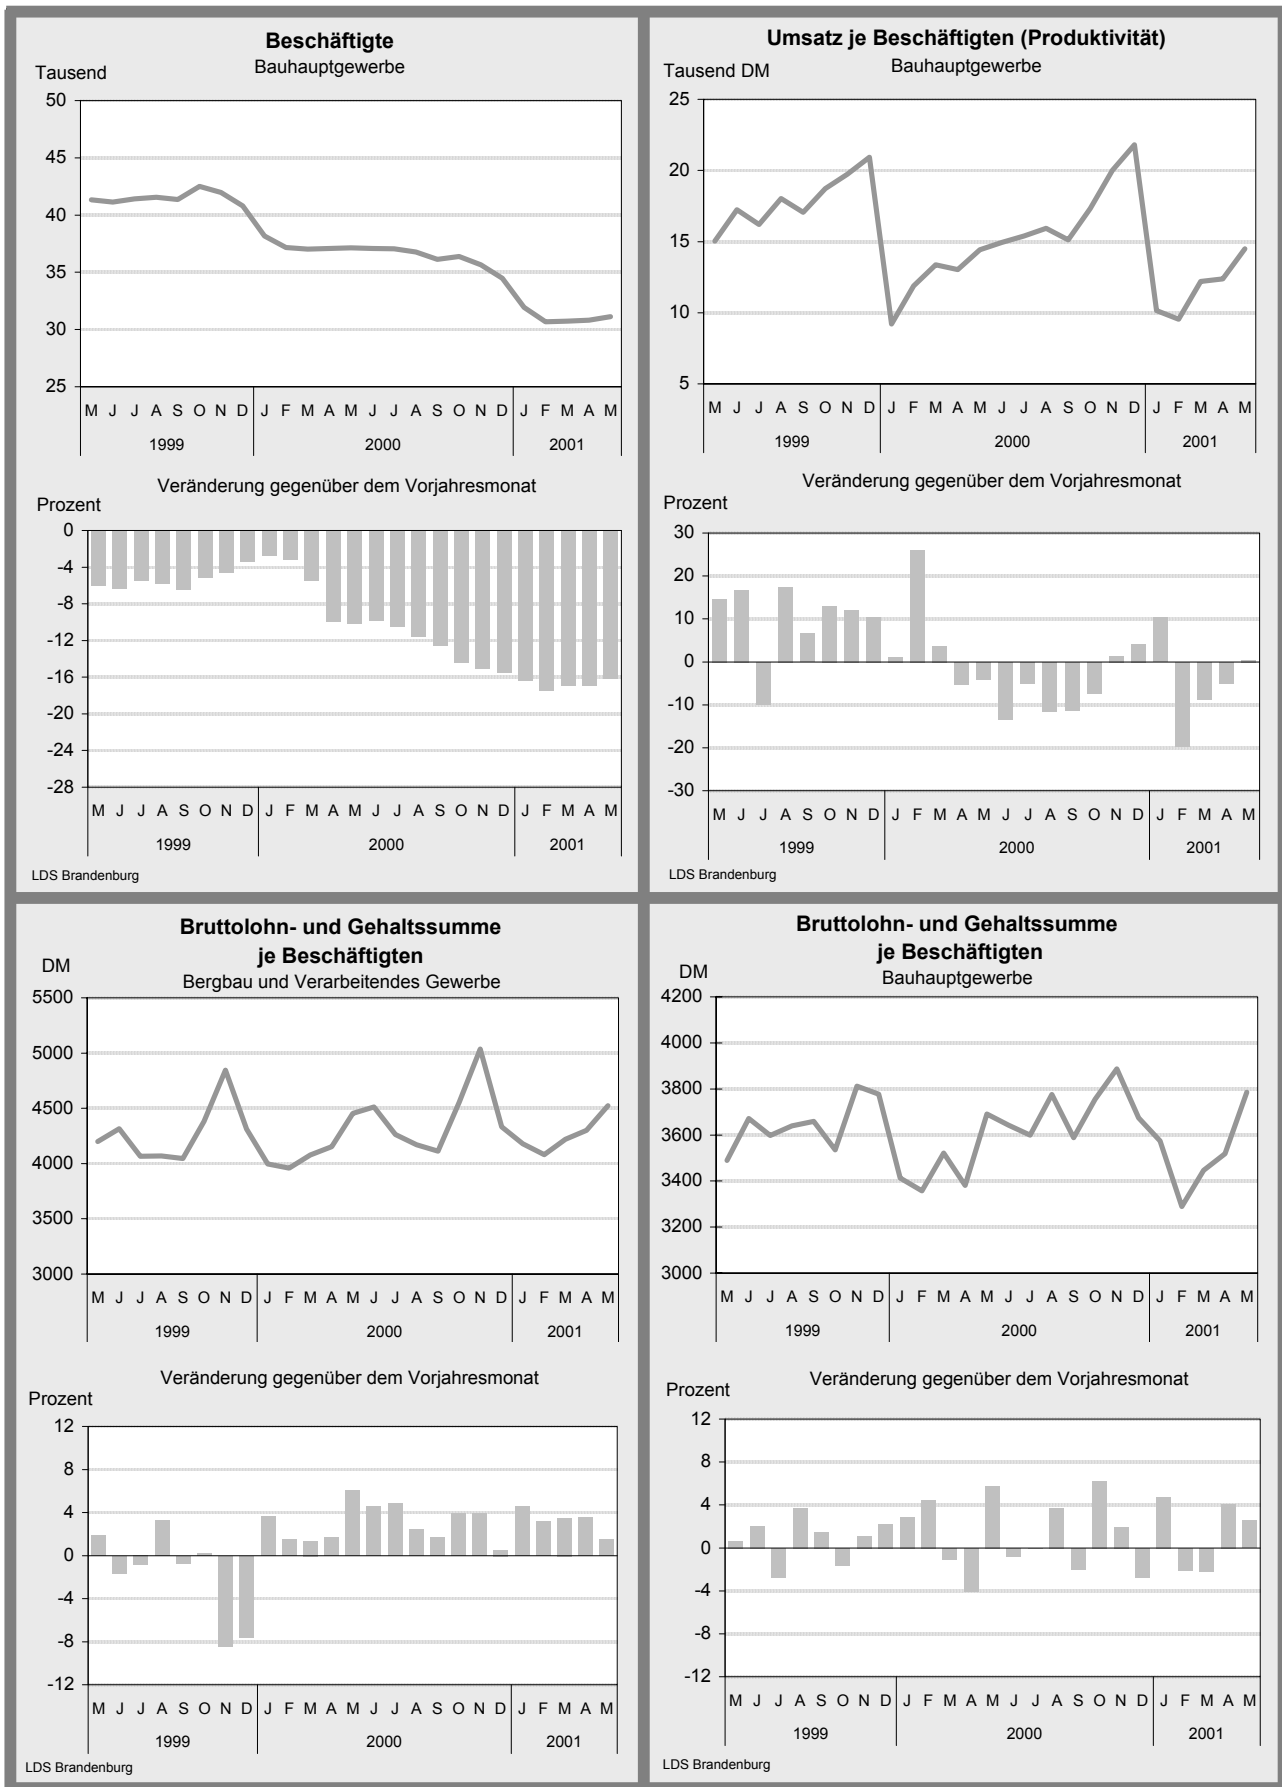 Beschäftigte
Bauhauptgewerbe
Tausend
50
45
40
35
30
25
M J J A S O N D J F M A M J J A S O N D J F M A M
1999 2000 2001
Veränderung gegenüber dem Vorjahresmonat
Prozent
0
-4
-8
-12
-16
-20
-24
-28
M J J A S O N D J F M A M J J A S O N D J F M A M
1999 2000 2001
LDS Brandenburg
Umsatz je Beschäftigten (Produktivität)
Bauhauptgewerbe
Tausend DM
25
20
15
10
5
M J J A S O N D J F M A M J J A S O N D J F M A M
1999 2000 2001
Veränderung gegenüber dem Vorjahresmonat
Prozent
30
20
10
0
-10
-20
-30
M J J A S O N D J F M A M J J A S O N D J F M A M
1999 2000 2001
LDS Brandenburg
Bruttolohn- und Gehaltssumme
je Beschäftigten
DM
Bergbau und Verarbeitendes Gewerbe
5500
5000
4500
4000
3500
3000
M J J A S O N D J F M A M J J A S O N D J F M A M
1999 2000 2001
Veränderung gegenüber dem Vorjahresmonat
Prozent
12
8
4
0
-4
-8
-12
M J J A S O N D J F M A M J J A S O N D J F M A M
1999 2000 2001
LDS Brandenburg
Bruttolohn- und Gehaltssumme
je Beschäftigten
DM
Bauhauptgewerbe
4200
4000
3800
3600
3400
3200
3000
M J J A S O N D J F M A M J J A S O N D J F M A M
1999 2000 2001
Veränderung gegenüber dem Vorjahresmonat
Prozent
12
8
4
0
-4
-8
-12
M J J A S O N D J F M A M J J A S O N D J F M A M
1999 2000 2001
LDS Brandenburg